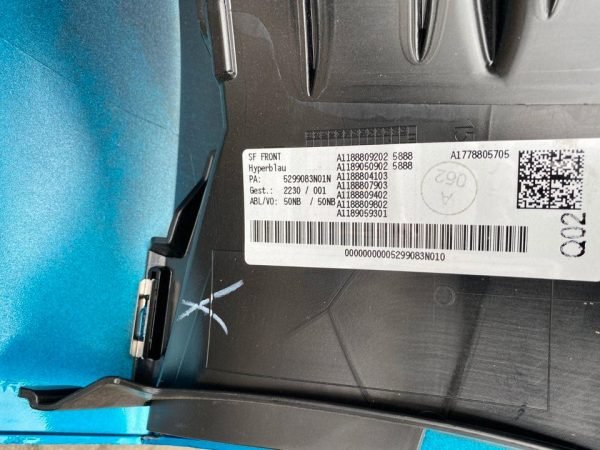 SF FRONT
Hyperblau
PA: 5299083N01N
Gest.: 2230 / 001
ABL/VO: 50NB / 50NB
A1188809202 5888
A1189050902 5888
A1188804103
A1188807903
A1188809402
A1188809802
A1189059301
A1778805705
A
062
Q02
00000000005299083N010